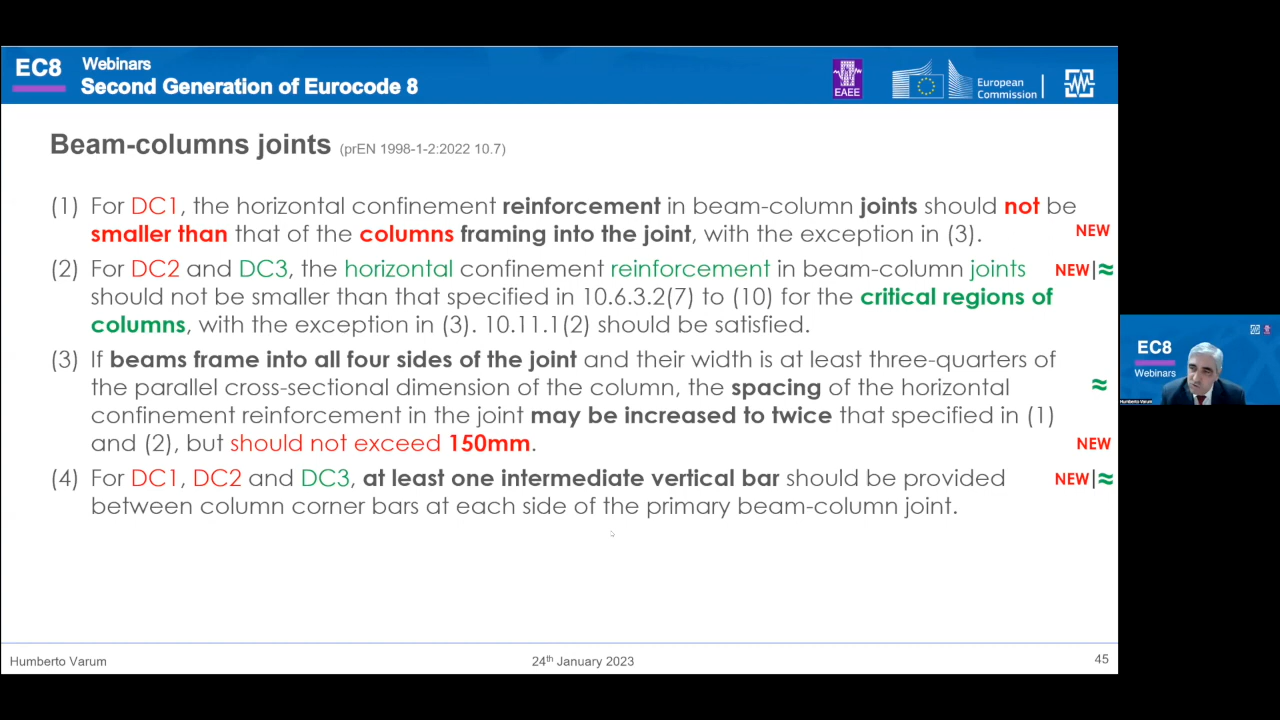 EC8
Webinars
Second Generation of Eurocode 8
EAEE
European
Commission
Beam-columns joints (prEN 1998-1-2:2022 10.7)
(1) For DC1, the horizontal confinement reinforcement in beam-column joints should not be
smaller than that of the columns framing into the joint, with the exception in (3). NEW
(2) For DC2 and DC3, the horizontal confinement reinforcement in beam-column joints NEW|≈
should not be smaller than that specified in 10.6.3.2(7) to (10) for the critical regions of
columns, with the exception in (3). 10.11.1(2) should be satisfied.
(3) If beams frame into all four sides of the joint and their width is at least three-quarters of
the parallel cross-sectional dimension of the column, the spacing of the horizontal ≈
confinement reinforcement in the joint may be increased to twice that specified in (1)
and (2), but should not exceed 150mm. NEW
(4) For DC1, DC2 and DC3, at least one intermediate vertical bar should be provided NEW|≈
between column corner bars at each side of the primary beam-column joint.
Humberto Varum
24th January 2023
45
EC8
Webinars
Humberto Varum